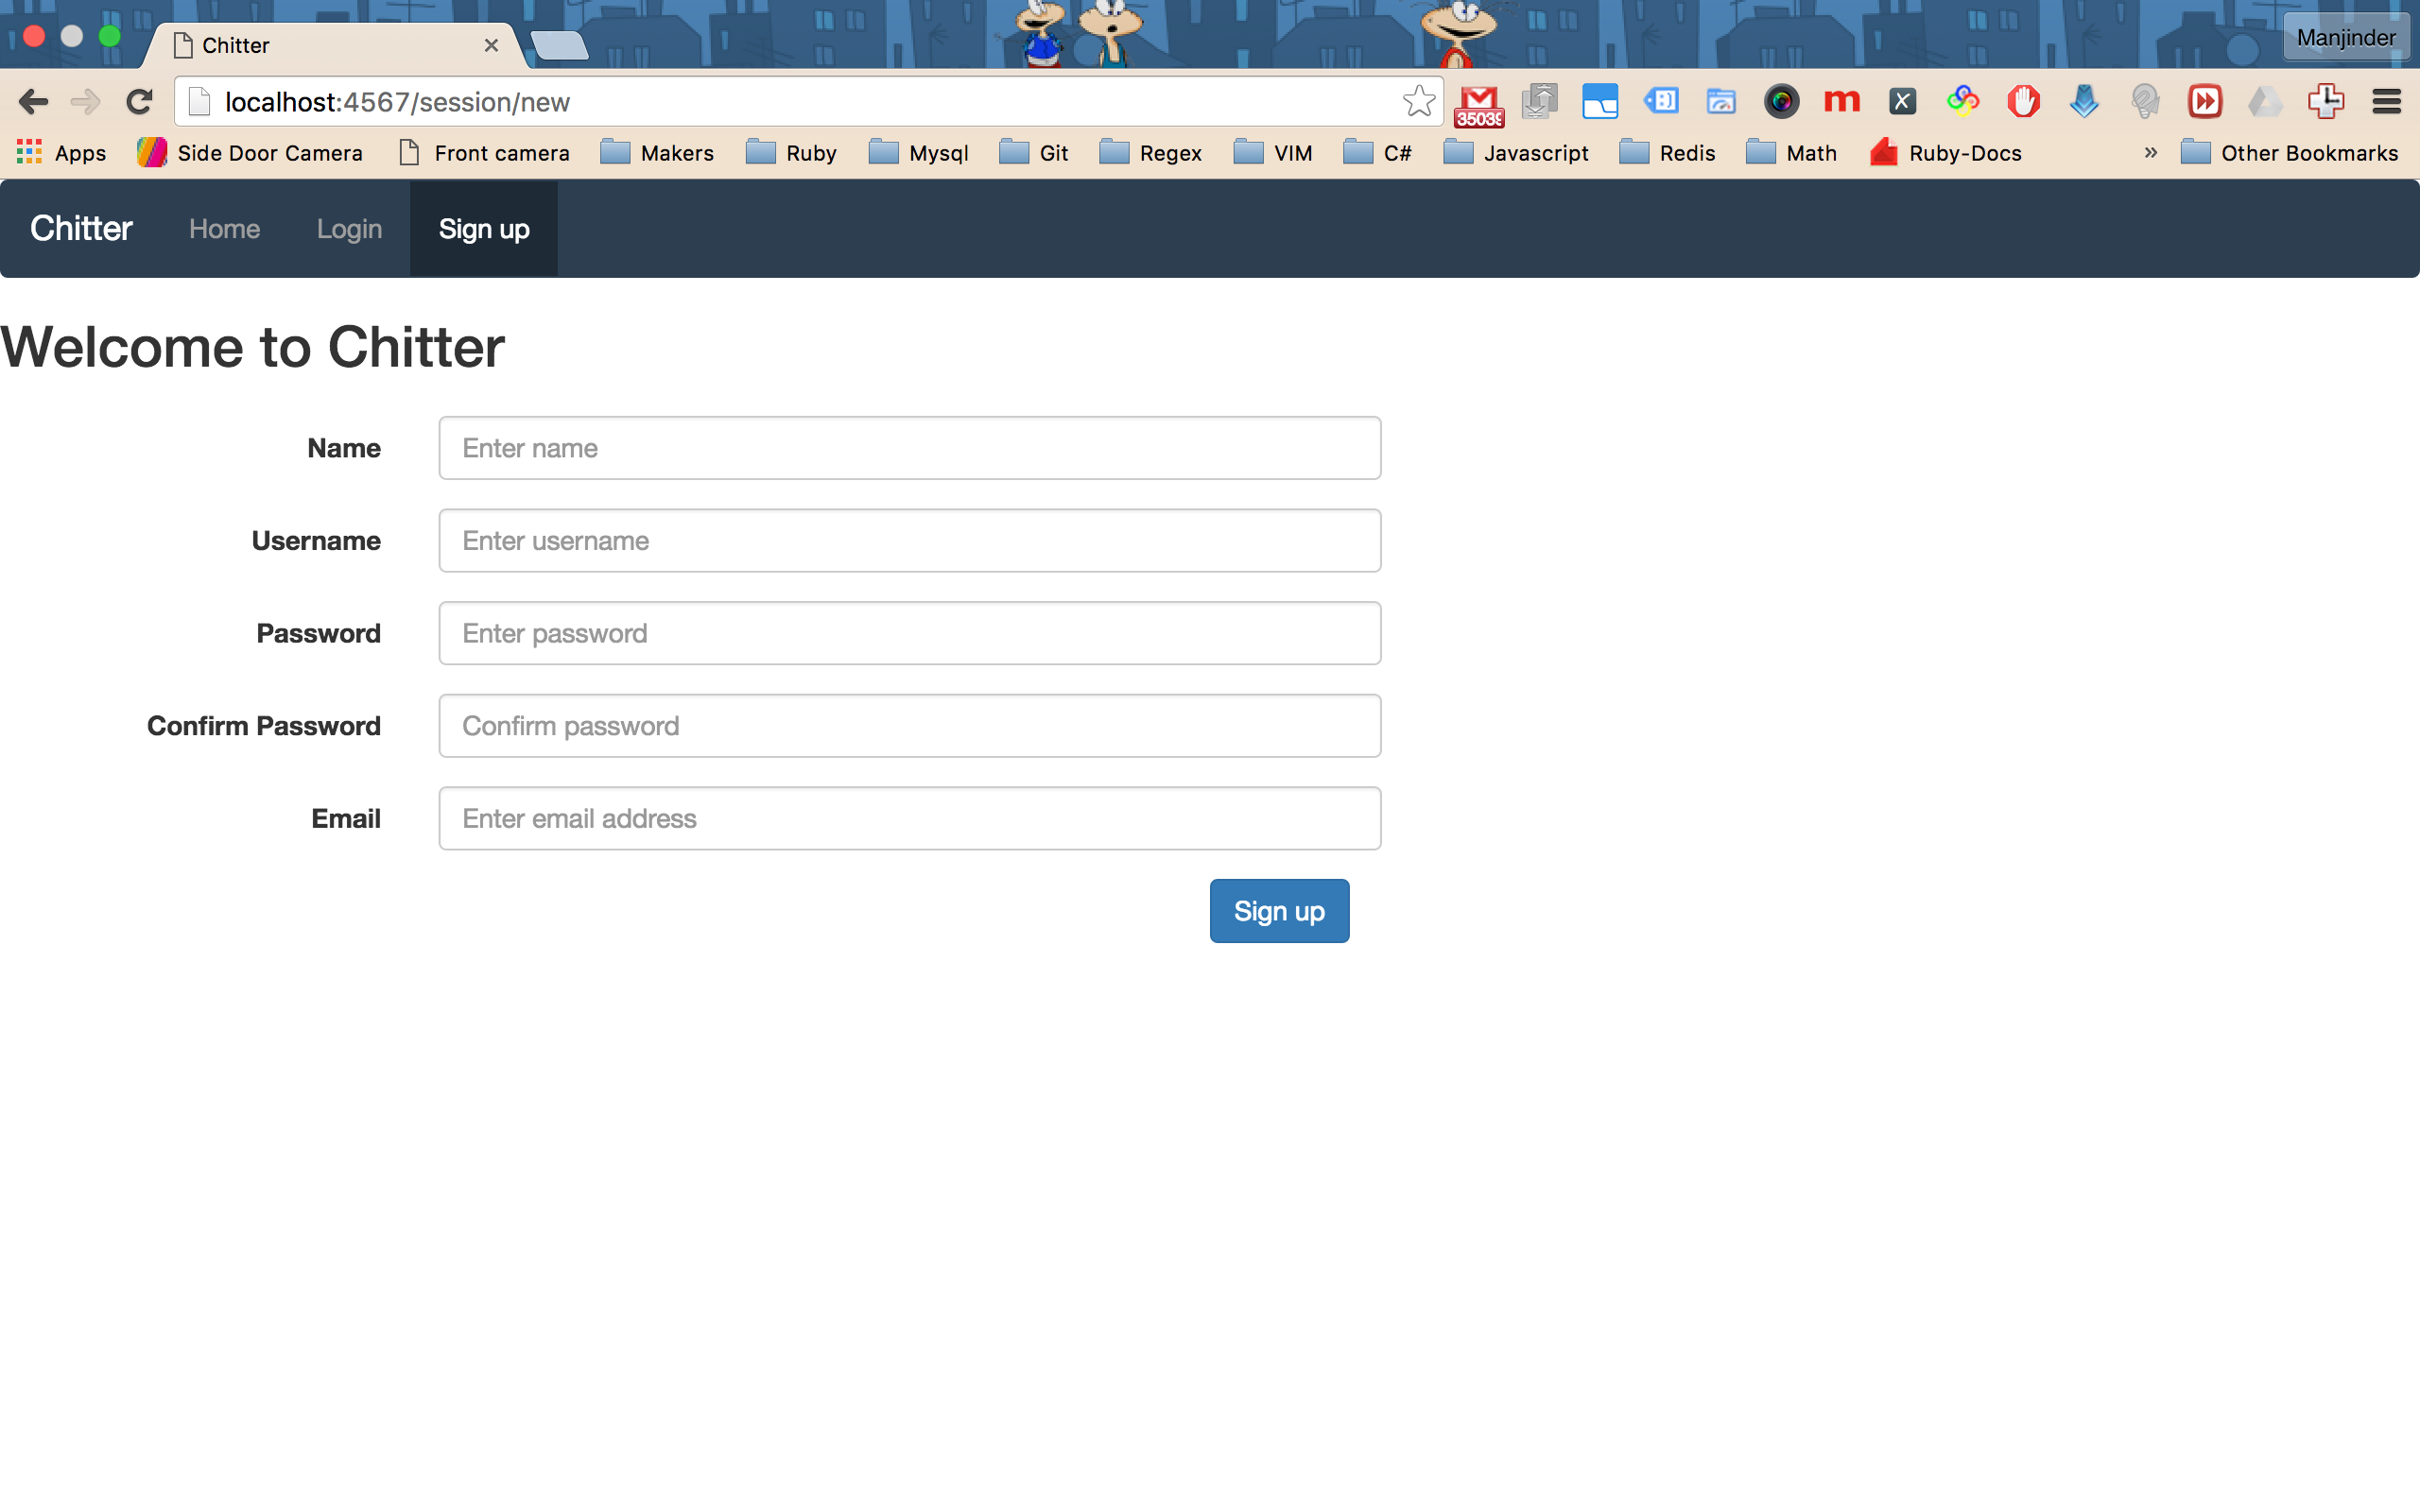 Chitter
Manjinder
localhost:4567/session/new
35039
m
X
Apps Side Door Camera Front camera Makers Ruby Mysql Git Regex VIM C# Javascript Redis Math Ruby-Docs » Other Bookmarks
Chitter Home Login Sign up
Welcome to Chitter
Name Enter name
Username Enter username
Password Enter password
Confirm Password Confirm password
Email Enter email address
Sign up